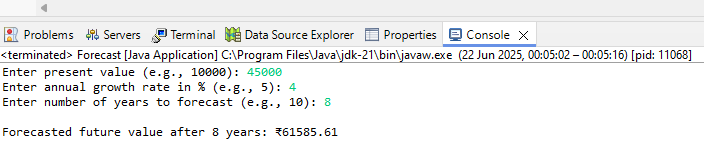 Problems Servers Terminal Data Source Explorer Properties Console
<terminated> Forecast [Java Application] C:\Program Files\Java\jdk-21\bin\javaw.exe (22 Jun 2025, 00:05:02 – 00:05:16) [pid: 11068]
Enter present value (e.g., 10000): 45000
Enter annual growth rate in % (e.g., 5): 4
Enter number of years to forecast (e.g., 10): 8
Forecasted future value after 8 years: ₹61585.61